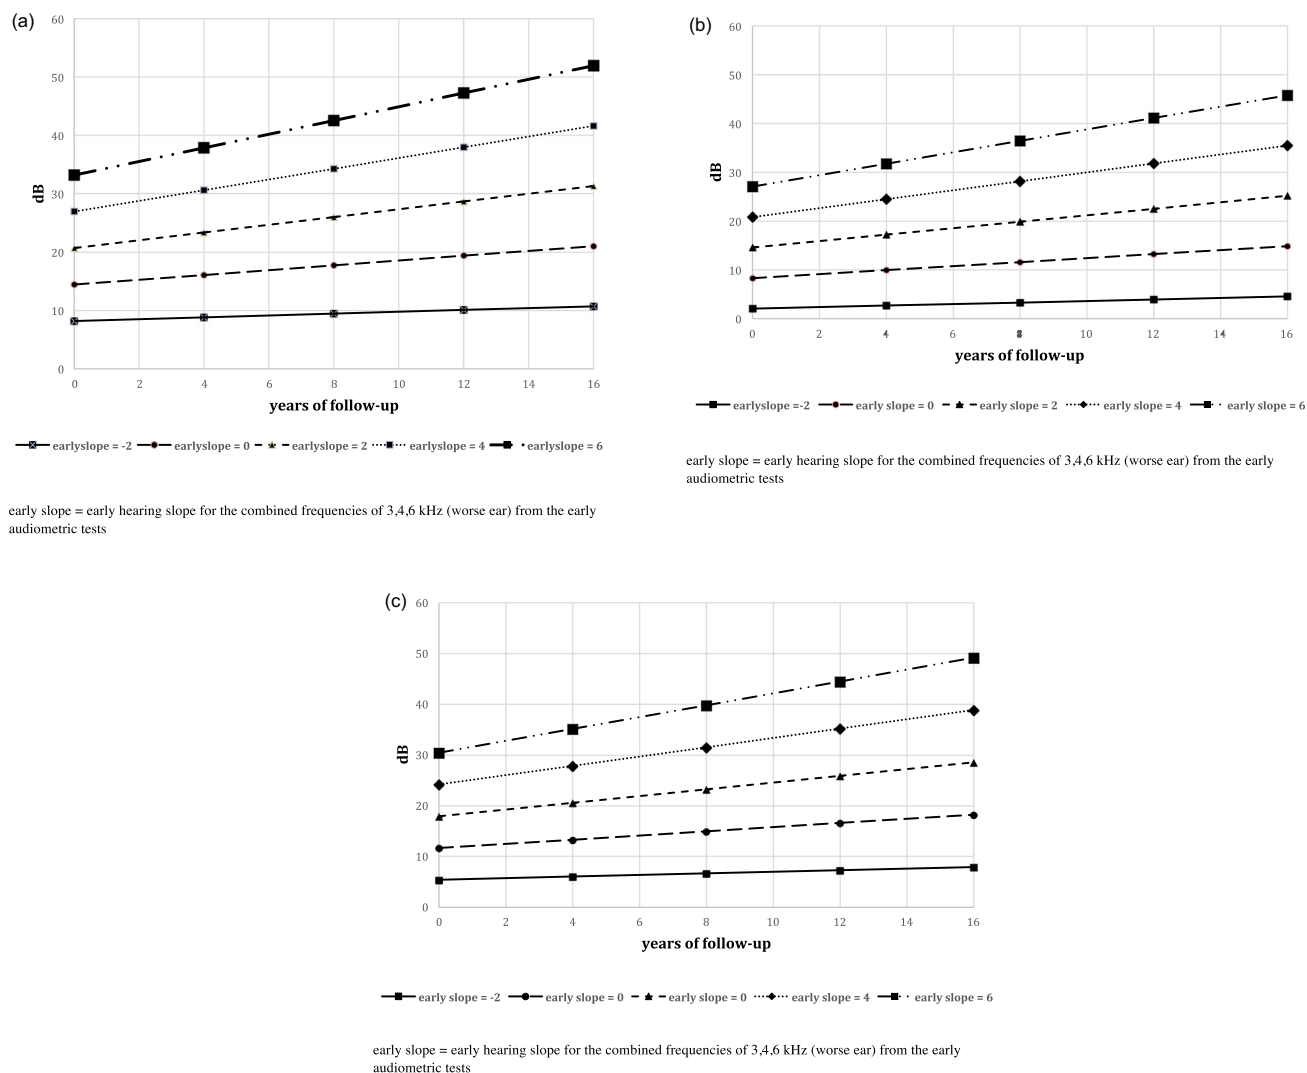 (a)
60
50
40
30
20
10
0
dB
0 2 4 6 8 10 12 14 16
years of follow-up
earlyslope = -2 earlyslope = 0 earlyslope = 2 earlyslope = 4 earlyslope = 6
early slope = early hearing slope for the combined frequencies of 3,4,6 kHz (worse ear) from the early
audiometric tests
(b)
60
50
40
30
20
10
0
dB
0 2 4 6 8 10 12 14 16
years of follow-up
earlyslope =-2 early slope = 0 early slope = 2 early slope = 4 early slope = 6
early slope = early hearing slope for the combined frequencies of 3,4,6 kHz (worse ear) from the early
audiometric tests
(c)
60
50
40
30
20
10
0
dB
0 2 4 6 8 10 12 14 16
years of follow-up
early slope = -2 early slope = 0 early slope = 0 early slope = 4 early slope = 6
early slope = early hearing slope for the combined frequencies of 3,4,6 kHz (worse ear) from the early
audiometric tests